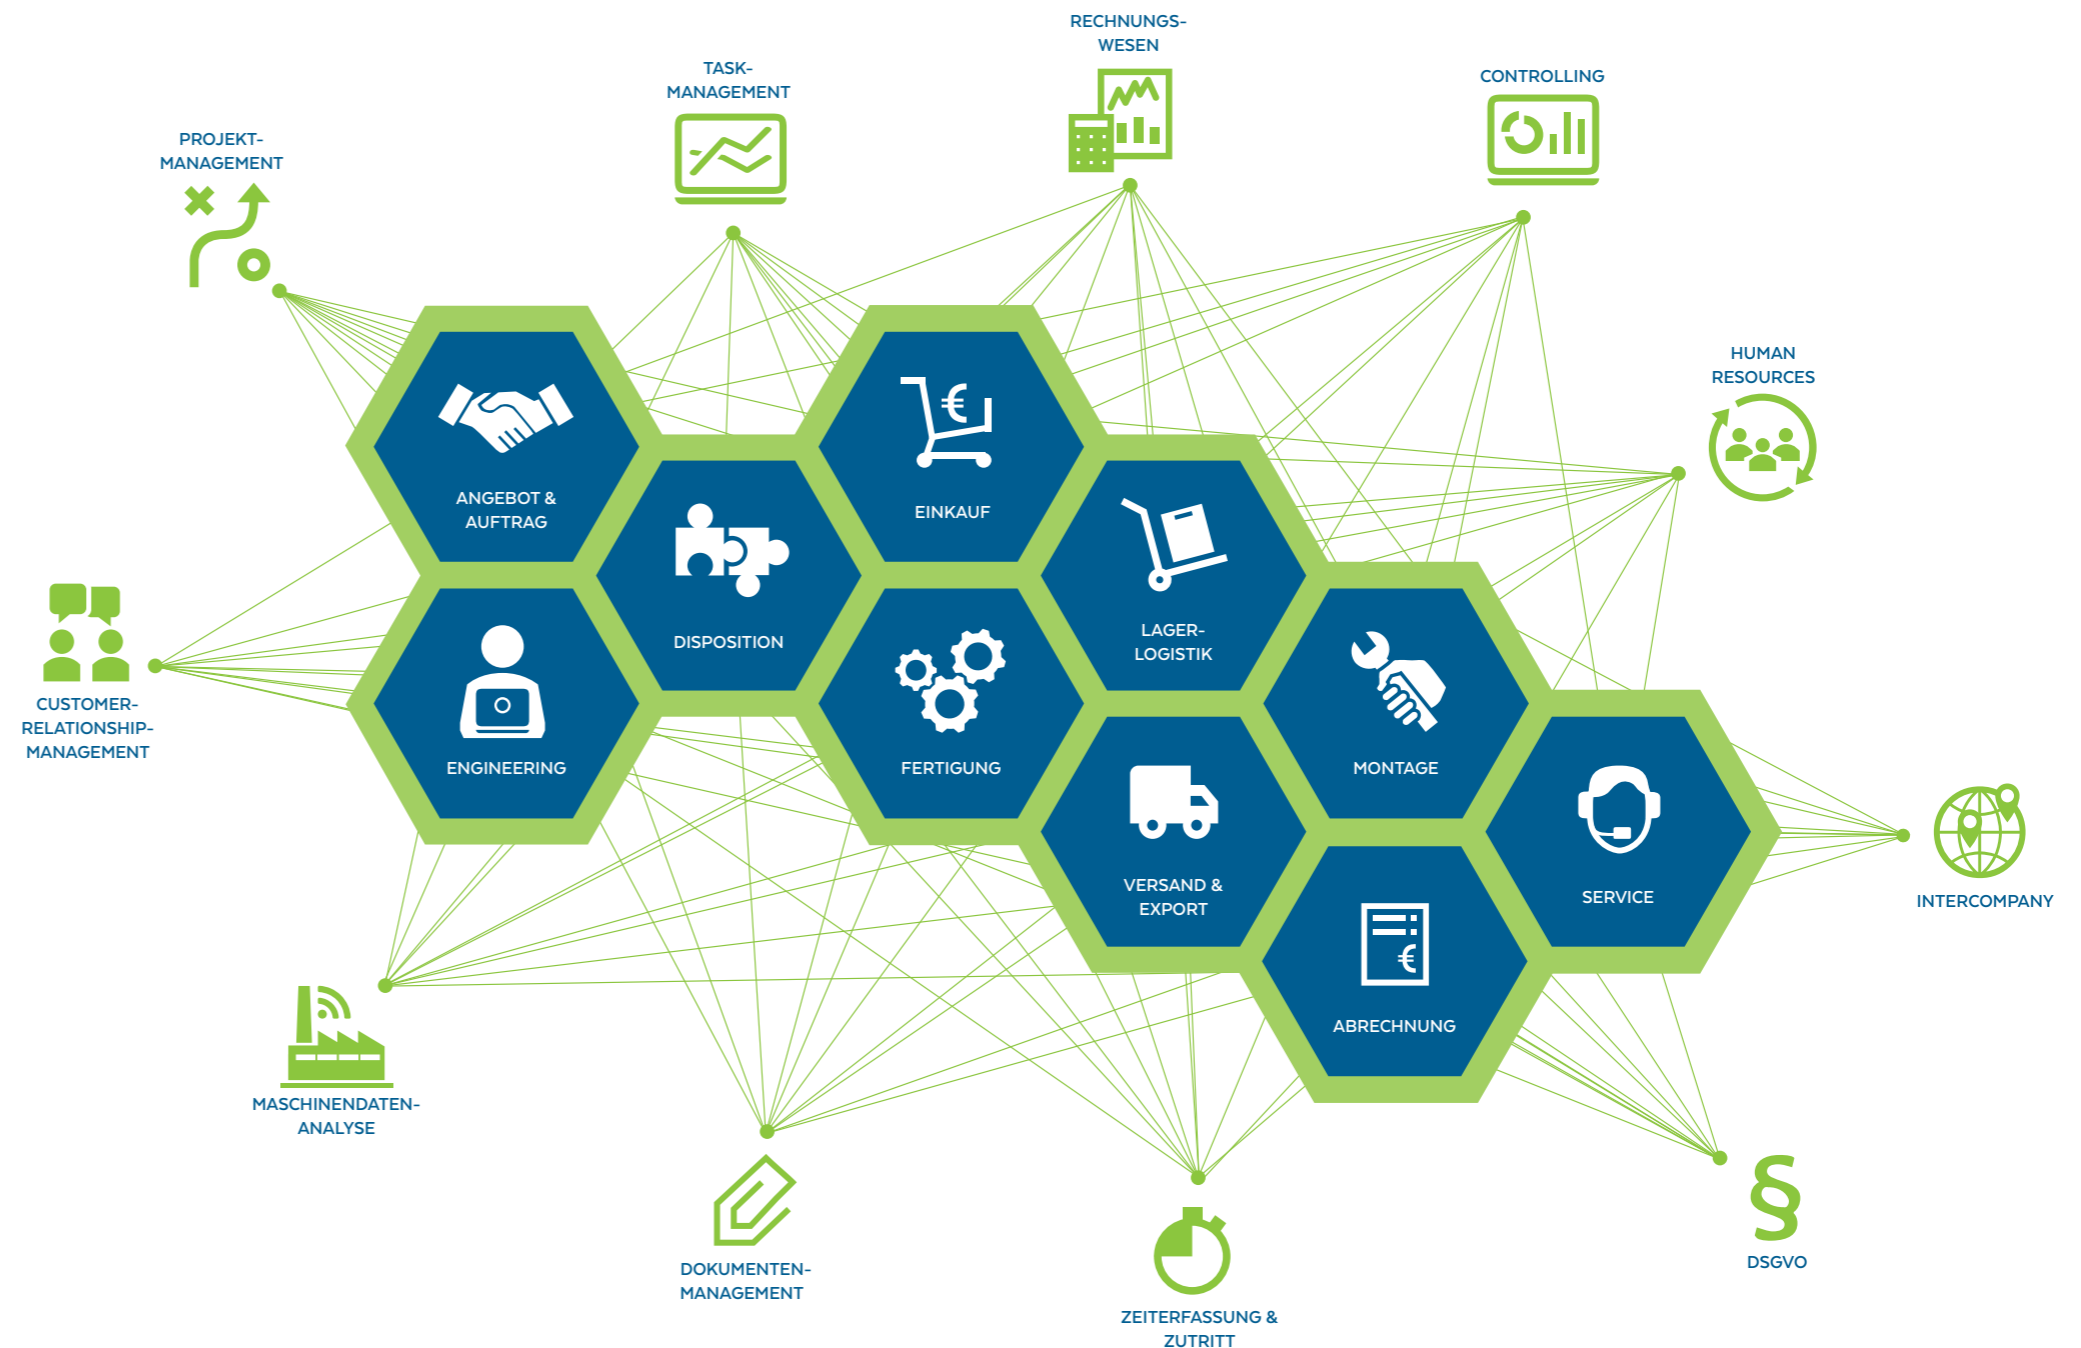 RECHNUNGS-
WESEN
TASK-
MANAGEMENT
CONTROLLING
PROJEKT-
MANAGEMENT
HUMAN
RESOURCES
€
ANGEBOT &
AUFTRAG
EINKAUF
DISPOSITION
LAGER-
LOGISTIK
CUSTOMER-
RELATIONSHIP-
MANAGEMENT
ENGINEERING
FERTIGUNG
MONTAGE
VERSAND &
EXPORT
SERVICE
INTERCOMPANY
€
ABRECHNUNG
MASCHINENDATEN-
ANALYSE
§
DSGVO
DOKUMENTEN-
MANAGEMENT
ZEITERFASSUNG &
ZUTRITT